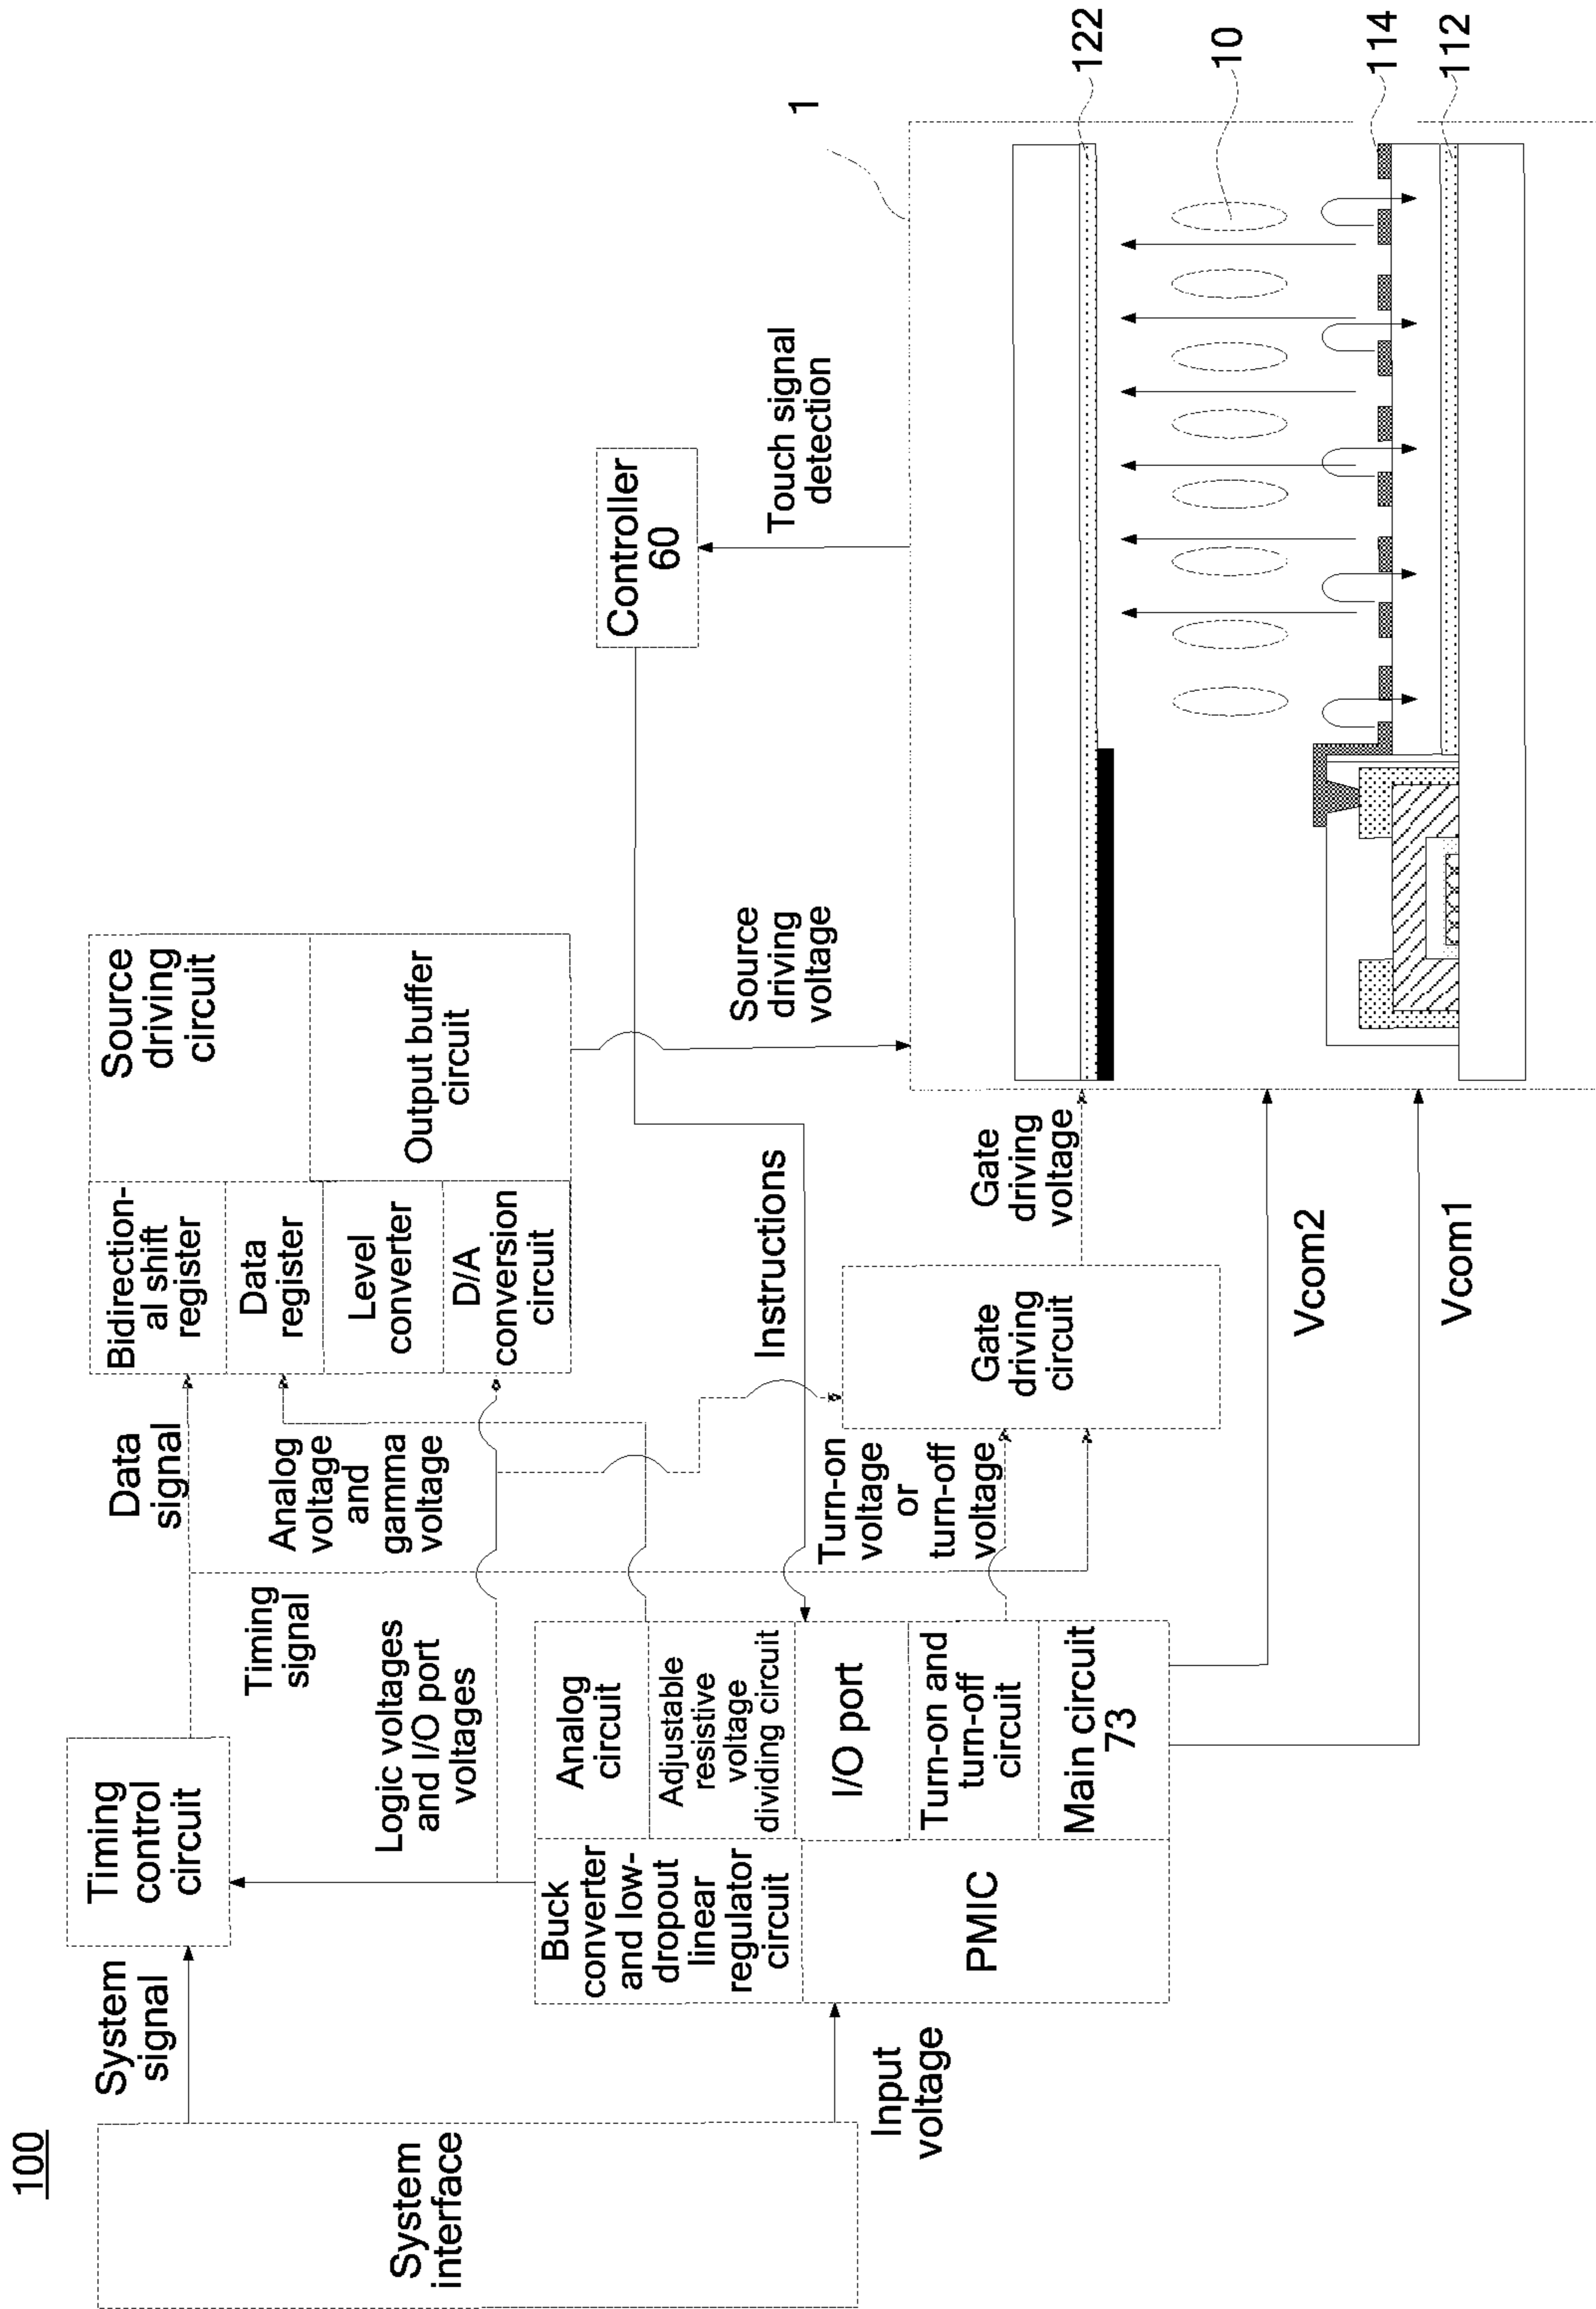 100
System
interface
System
signal
Input
voltage
Timing
control
circuit
Buck
converter
and low-
dropout
linear
regulator
circuit
PMIC
Analog
circuit
Adjustable
resistive
voltage
dividing circuit
I/O port
Turn-on and
turn-off
circuit
Main circuit
73
Data
signal
Timing
signal
Analog
voltage
and
gamma
voltage
Logic voltages
and I/O port
voltages
Turn-on
voltage
or
turn-off
voltage
Instructions
Bidirection-
al shift
register
Data
register
Level
converter
D/A
conversion
circuit
Source
driving
circuit
Output buffer
circuit
Gate
driving
circuit
Gate
driving
voltage
Vcom2
Vcom1
Source
driving
voltage
Controller
60
Touch signal
detection
1
122
10
114
112